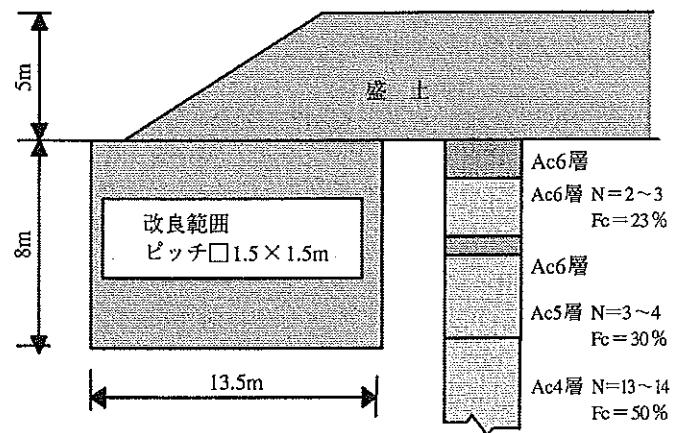 5m
盛 土
8m
改良範囲
ピッチ□1.5×1.5m
13.5m
Ac6層
Ac6層 N=2~3
Fc=23%
Ac6層
Ac5層 N=3~4
Fc=30%
Ac4層 N=13~14
Fc=50%